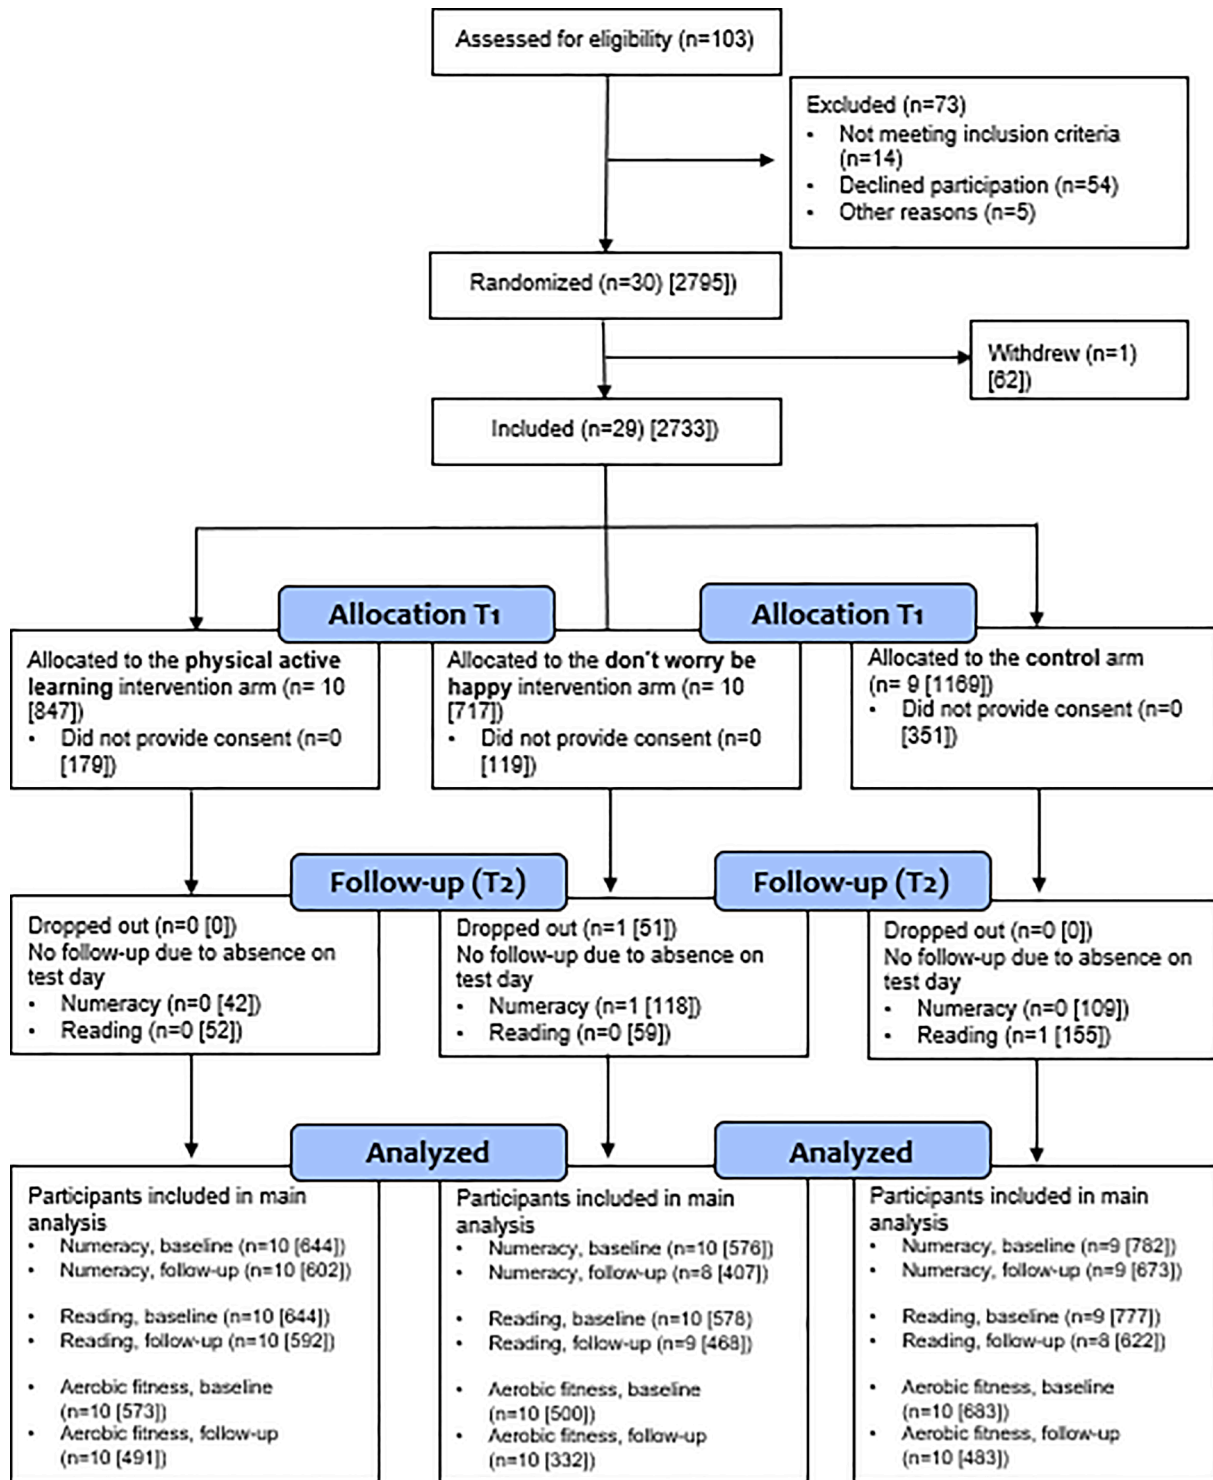 Assessed for eligibility (n=103)
Excluded (n=73)
• Not meeting inclusion criteria
(n=14)
• Declined participation (n=54)
• Other reasons (n=5)
Randomized (n=30) [2795])
Withdrew (n=1)
[62])
Included (n=29) [2733])
Allocation T1
Allocation T1
Allocated to the physical active
learning intervention arm (n= 10
[847])
• Did not provide consent (n=0
[179])
Allocated to the don't worry be
happy intervention arm (n= 10
[717])
• Did not provide consent (n=0
[119])
Allocated to the control arm
(n= 9 [1169])
• Did not provide consent (n=0
[351])
Follow-up (T2)
Follow-up (T2)
Dropped out (n=0 [0])
No follow-up due to absence on
test day
• Numeracy (n=0 [42])
• Reading (n=0 [52])
Dropped out (n=1 [51])
No follow-up due to absence on
test day
• Numeracy (n=1 [118])
• Reading (n=0 [59])
Dropped out (n=0 [0])
No follow-up due to absence on
test day
• Numeracy (n=0 [109])
• Reading (n=1 [155])
Analyzed
Analyzed
Participants included in main
analysis
• Numeracy, baseline (n=10 [644])
• Numeracy, follow-up (n=10 [602])
• Reading, baseline (n=10 [644])
• Reading, follow-up (n=10 [592])
• Aerobic fitness, baseline
(n=10 [573])
• Aerobic fitness, follow-up
(n=10 [491])
Participants included in main
analysis
• Numeracy, baseline (n=10 [576])
• Numeracy, follow-up (n=8 [407])
• Reading, baseline (n=10 [578)
• Reading, follow-up (n=9 [468])
• Aerobic fitness, baseline
(n=10 [500])
• Aerobic fitness, follow-up
(n=10 [332])
Participants included in main
analysis
• Numeracy, baseline (n=9 [782])
• Numeracy, follow-up (n=9 [673])
• Reading, baseline (n=9 [777])
• Reading, follow-up (n=8 [622])
• Aerobic fitness, baseline
(n=10 [683])
• Aerobic fitness, follow-up
(n=10 [483])